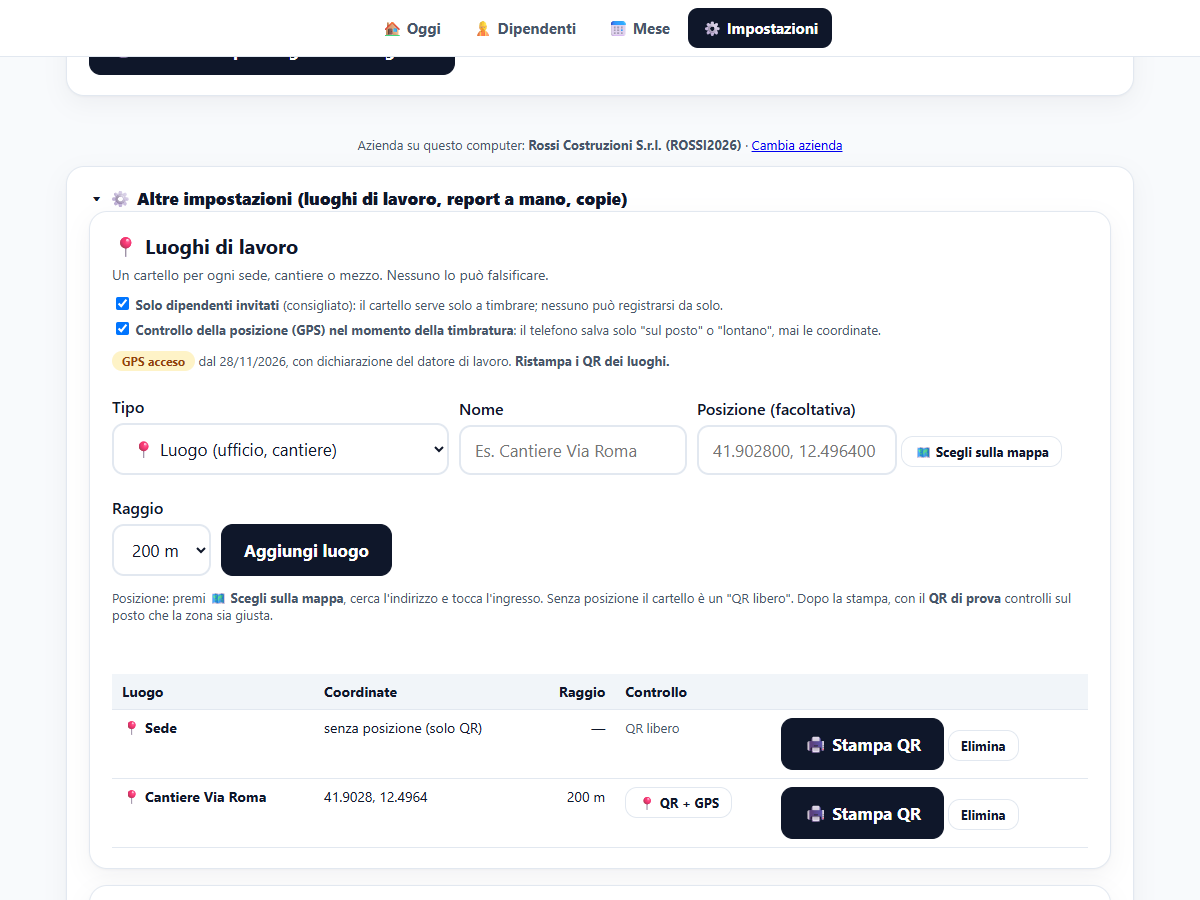 Oggi
Dipendenti
Mese
Impostazioni
Azienda su questo computer: Rossi Costruzioni S.r.l. (ROSSI2026) · Cambia azienda
Altre impostazioni (luoghi di lavoro, report a mano, copie)
Luoghi di lavoro
Un cartello per ogni sede, cantiere o mezzo. Nessuno lo può falsificare.
Solo dipendenti invitati (consigliato): il cartello serve solo a timbrare; nessuno può registrarsi da solo.
Controllo della posizione (GPS) nel momento della timbratura: il telefono salva solo "sul posto" o "lontano", mai le coordinate.
GPS acceso dal 28/11/2026, con dichiarazione del datore di lavoro. Ristampa i QR dei luoghi.
Tipo
Nome
Posizione (facoltativa)
Luogo (ufficio, cantiere)
Es. Cantiere Via Roma
41.902800, 12.496400
Scegli sulla mappa
Raggio
200 m
Aggiungi luogo
Posizione: premi Scegli sulla mappa, cerca l'indirizzo e tocca l'ingresso. Senza posizione il cartello è un "QR libero". Dopo la stampa, con il QR di prova controlli sul
posto che la zona sia giusta.
Luogo Coordinate Raggio Controllo
Sede senza posizione (solo QR) — QR libero Stampa QR Elimina
Cantiere Via Roma 41.9028, 12.4964 200 m QR + GPS Stampa QR Elimina